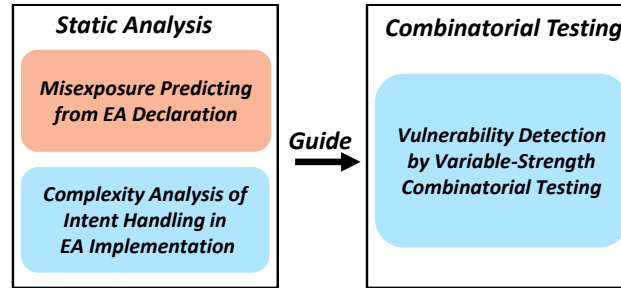 Static Analysis
Misexposure Predicting
from EA Declaration
Complexity Analysis of
Intent Handling in
EA Implementation
Guide
Combinatorial Testing
Vulnerability Detection
by Variable-Strength
Combinatorial Testing